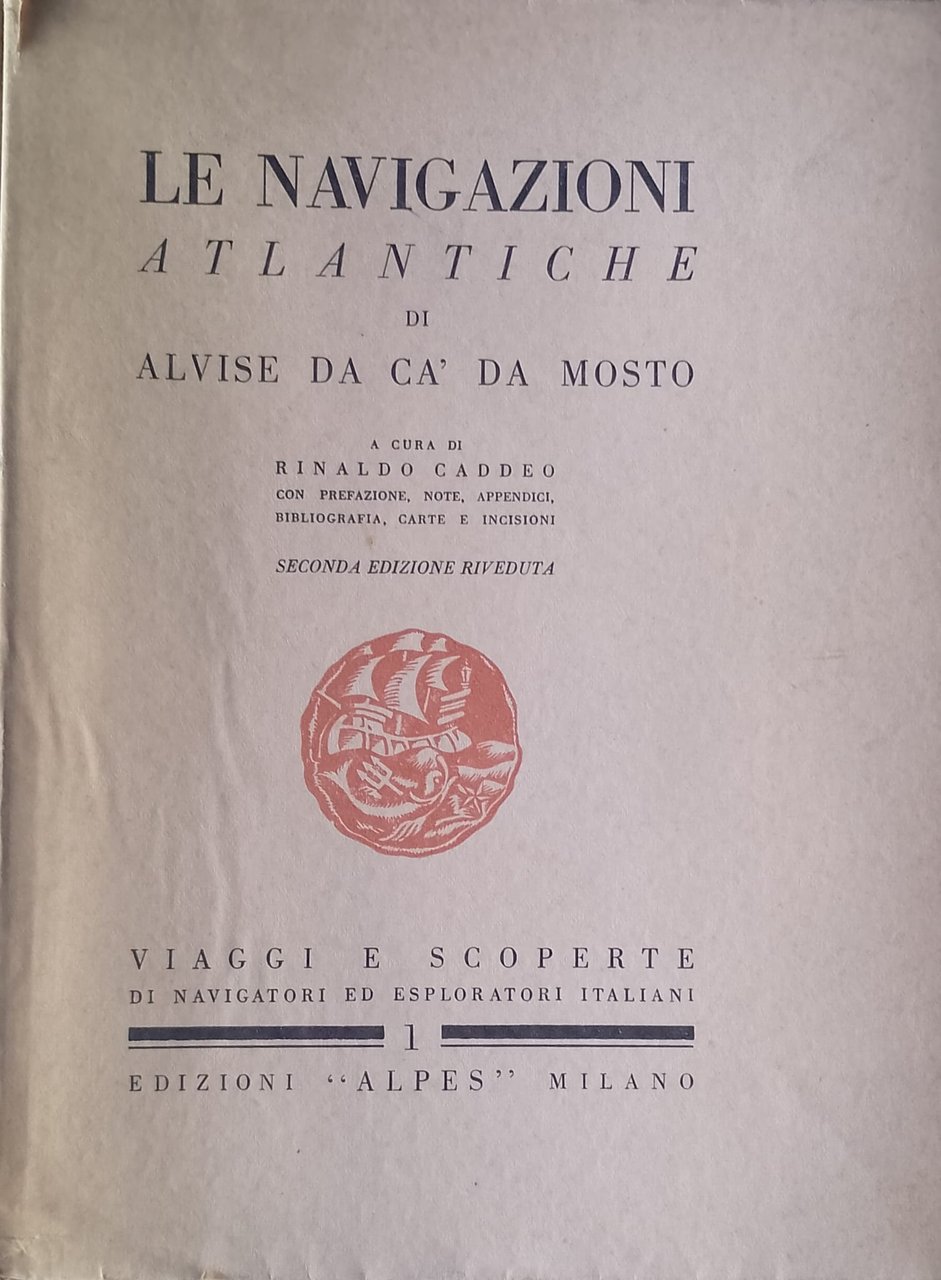 LE NAVIGAZIONI
ATLANTICHE
DI
ALVISE DA CA' DA MOSTO
A CURA DI
RINALDO CADDEO
CON PREFAZIONE, NOTE, APPENDICI,
BIBLIOGRAFIA, CARTE E INCISIONI
SECONDA EDIZIONE RIVEDUTA
VIAGGI E SCOPERTE
DI NAVIGATORI ED ESPLORATORI ITALIANI
1
EDIZIONI “ALPES” MILANO